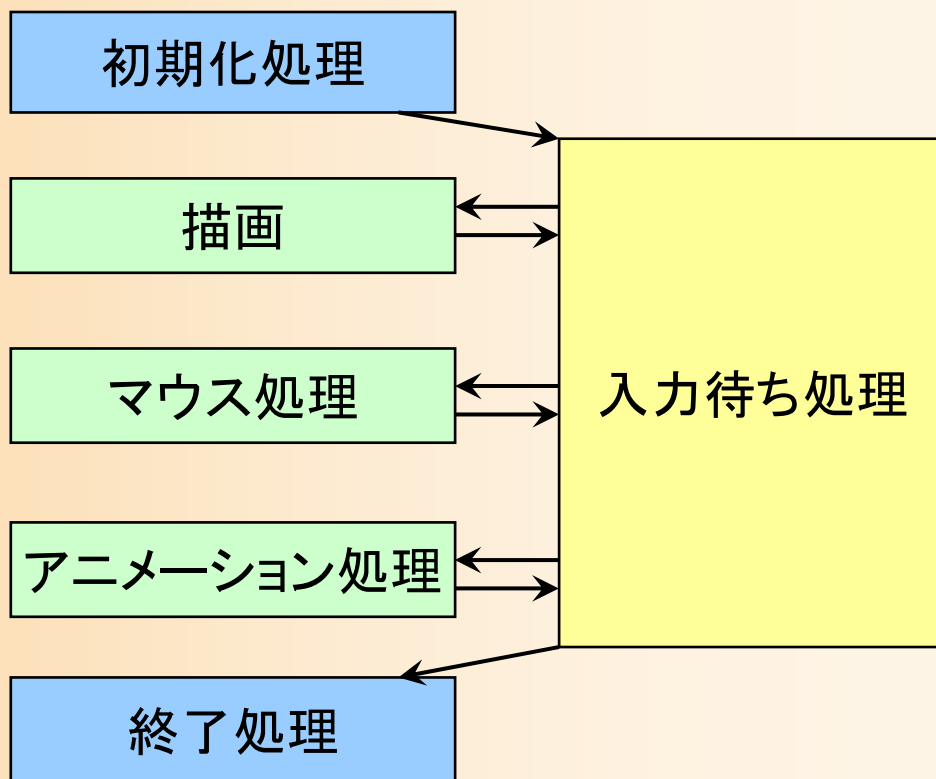 初期化処理
描画
マウス処理
入力待ち処理
アニメーション処理
終了処理